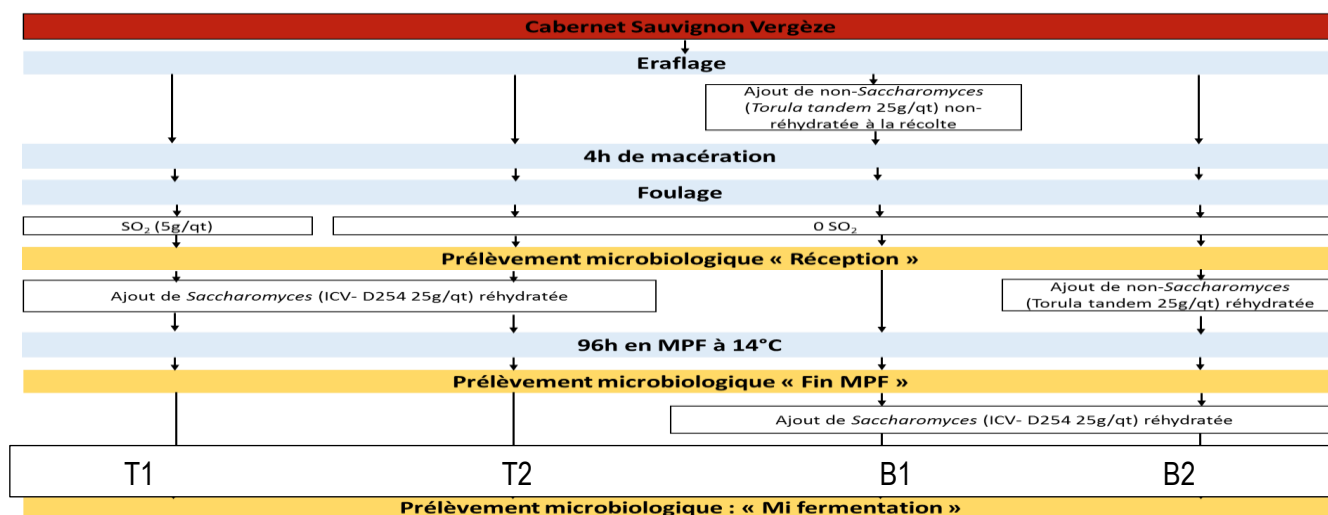 Cabernet Sauvignon Vergèze
Eraflage
Ajout de non-Saccharomyces
(Torula tandem 25g/qt) non-
réhydratée à la récolte
4h de macération
Foulage
SO₂ (5g/qt)
0 SO₂
Prélèvement microbiologique « Réception »
Ajout de Saccharomyces (ICV- D254 25g/qt) réhydratée
Ajout de non-Saccharomyces
(Torula tandem 25g/qt) réhydratée
96h en MPF à 14°C
Prélèvement microbiologique « Fin MPF »
Ajout de Saccharomyces (ICV- D254 25g/qt) réhydratée
T1
T2
B1
B2
Prélèvement microbiologique : « Mi fermentation »